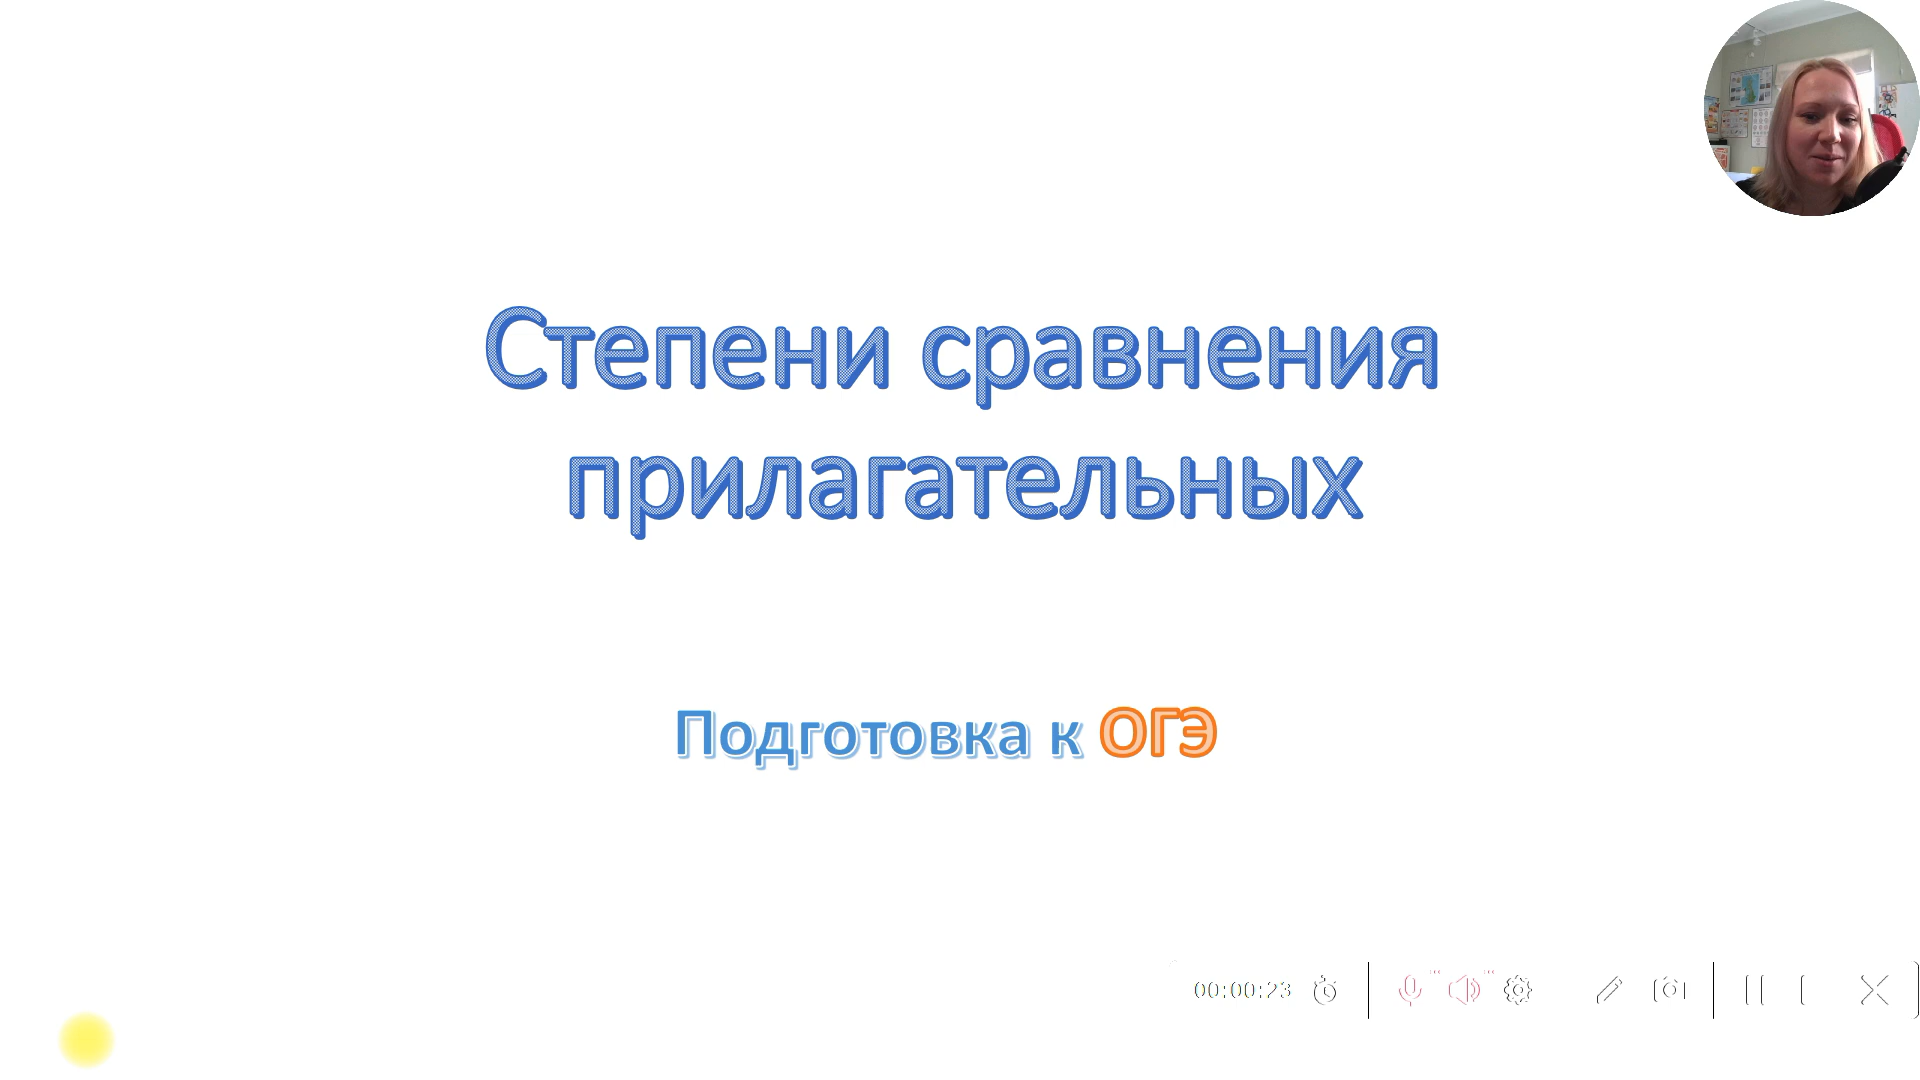 Степени сравнения
прилагательных
Подготовка к ОГЭ
00:00:23